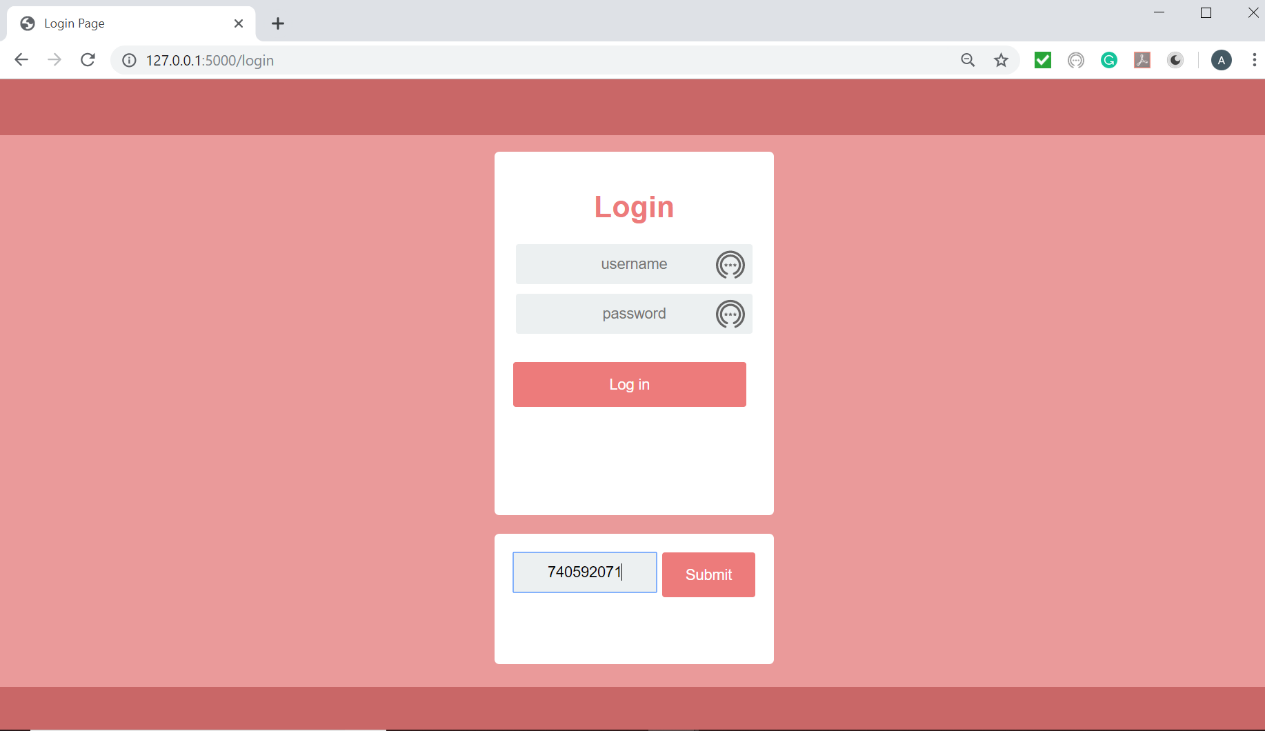 Login Page
127.0.0.1:5000/login
A
Login
username
password
Log in
740592071
Submit